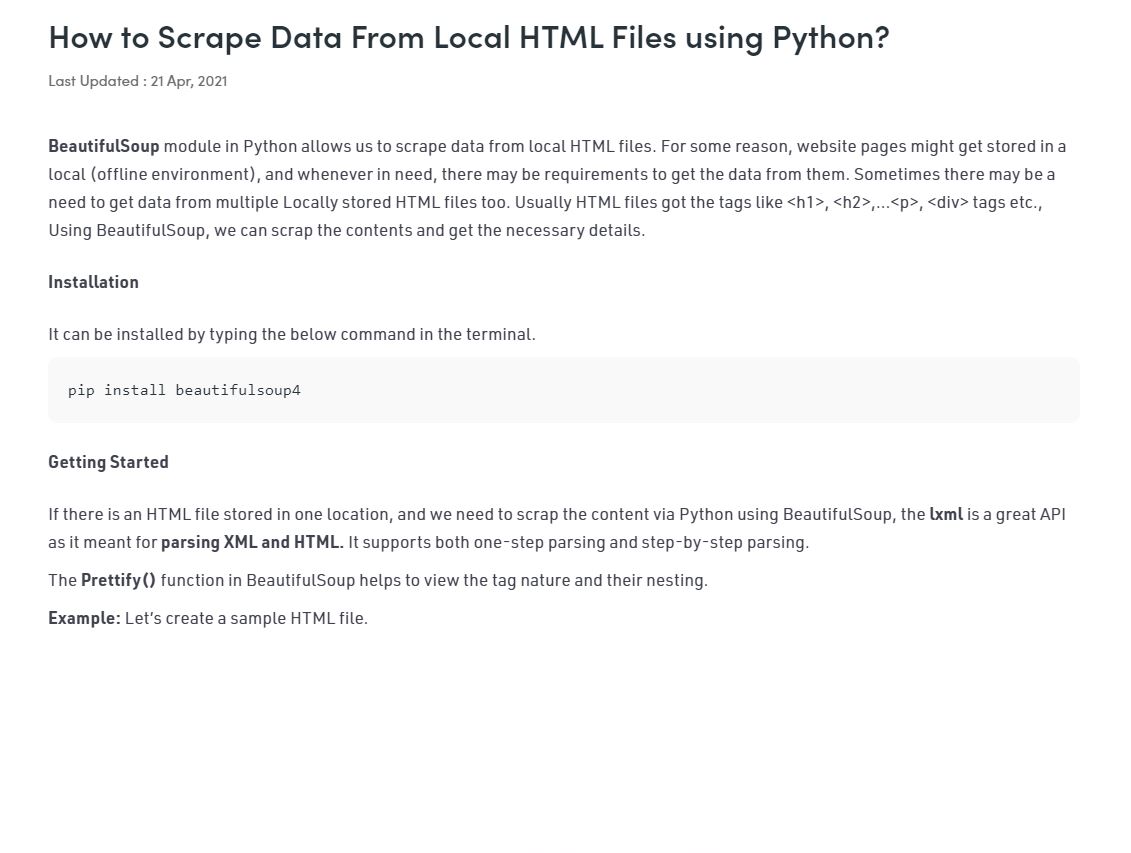 How to Scrape Data From Local HTML Files using Python?
Last Updated : 21 Apr, 2021
BeautifulSoup module in Python allows us to scrape data from local HTML files. For some reason, website pages might get stored in a
local (offline environment), and whenever in need, there may be requirements to get the data from them. Sometimes there may be a
need to get data from multiple Locally stored HTML files too. Usually HTML files got the tags like <h1>, <h2>,…<p>, <div> tags etc.,
Using BeautifulSoup, we can scrap the contents and get the necessary details.
Installation
It can be installed by typing the below command in the terminal.
pip install beautifulsoup4
Getting Started
If there is an HTML file stored in one location, and we need to scrap the content via Python using BeautifulSoup, the lxml is a great API
as it meant for parsing XML and HTML. It supports both one-step parsing and step-by-step parsing.
The Prettify() function in BeautifulSoup helps to view the tag nature and their nesting.
Example: Let’s create a sample HTML file.